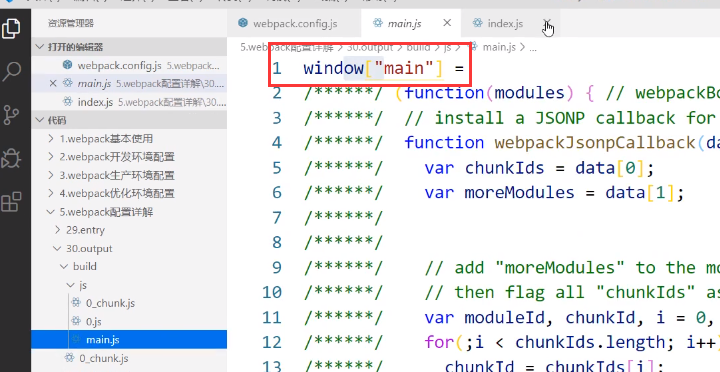 资源管理器
webpack.config.js
main.js
index.js
打开的编辑器
webpack.config.js 5.webpack...
main.js 5.webpack配置详解\30....
index.js 5.webpack配置详解\30...
代码
1.webpack基本使用
2.webpack开发环境配置
3.webpack生产环境配置
4.webpack优化环境配置
5.webpack配置详解
29.entry
30.output
build
js
0_chunk.js
0.js
main.js
0_chunk.js
5.webpack配置详解 > 30.output > build > js > main.js > ...
1 window["main"] =
2 /******/ (function(modules) { // webpackBo
3 /******/ // install a JSONP callback for
4 /******/ function webpackJsonpCallback(da
5 /******/ var chunkIds = data[0];
6 /******/ var moreModules = data[1];
7 /******/
8 /******/
9 /******/ // add "moreModules" to the mo
10 /******/ // then flag all "chunkIds" as
11 /******/ var moduleId, chunkId, i = 0,
12 /******/ for(;i < chunkIds.length; i++)
13 /******/ chunkId = chunkIds[i];